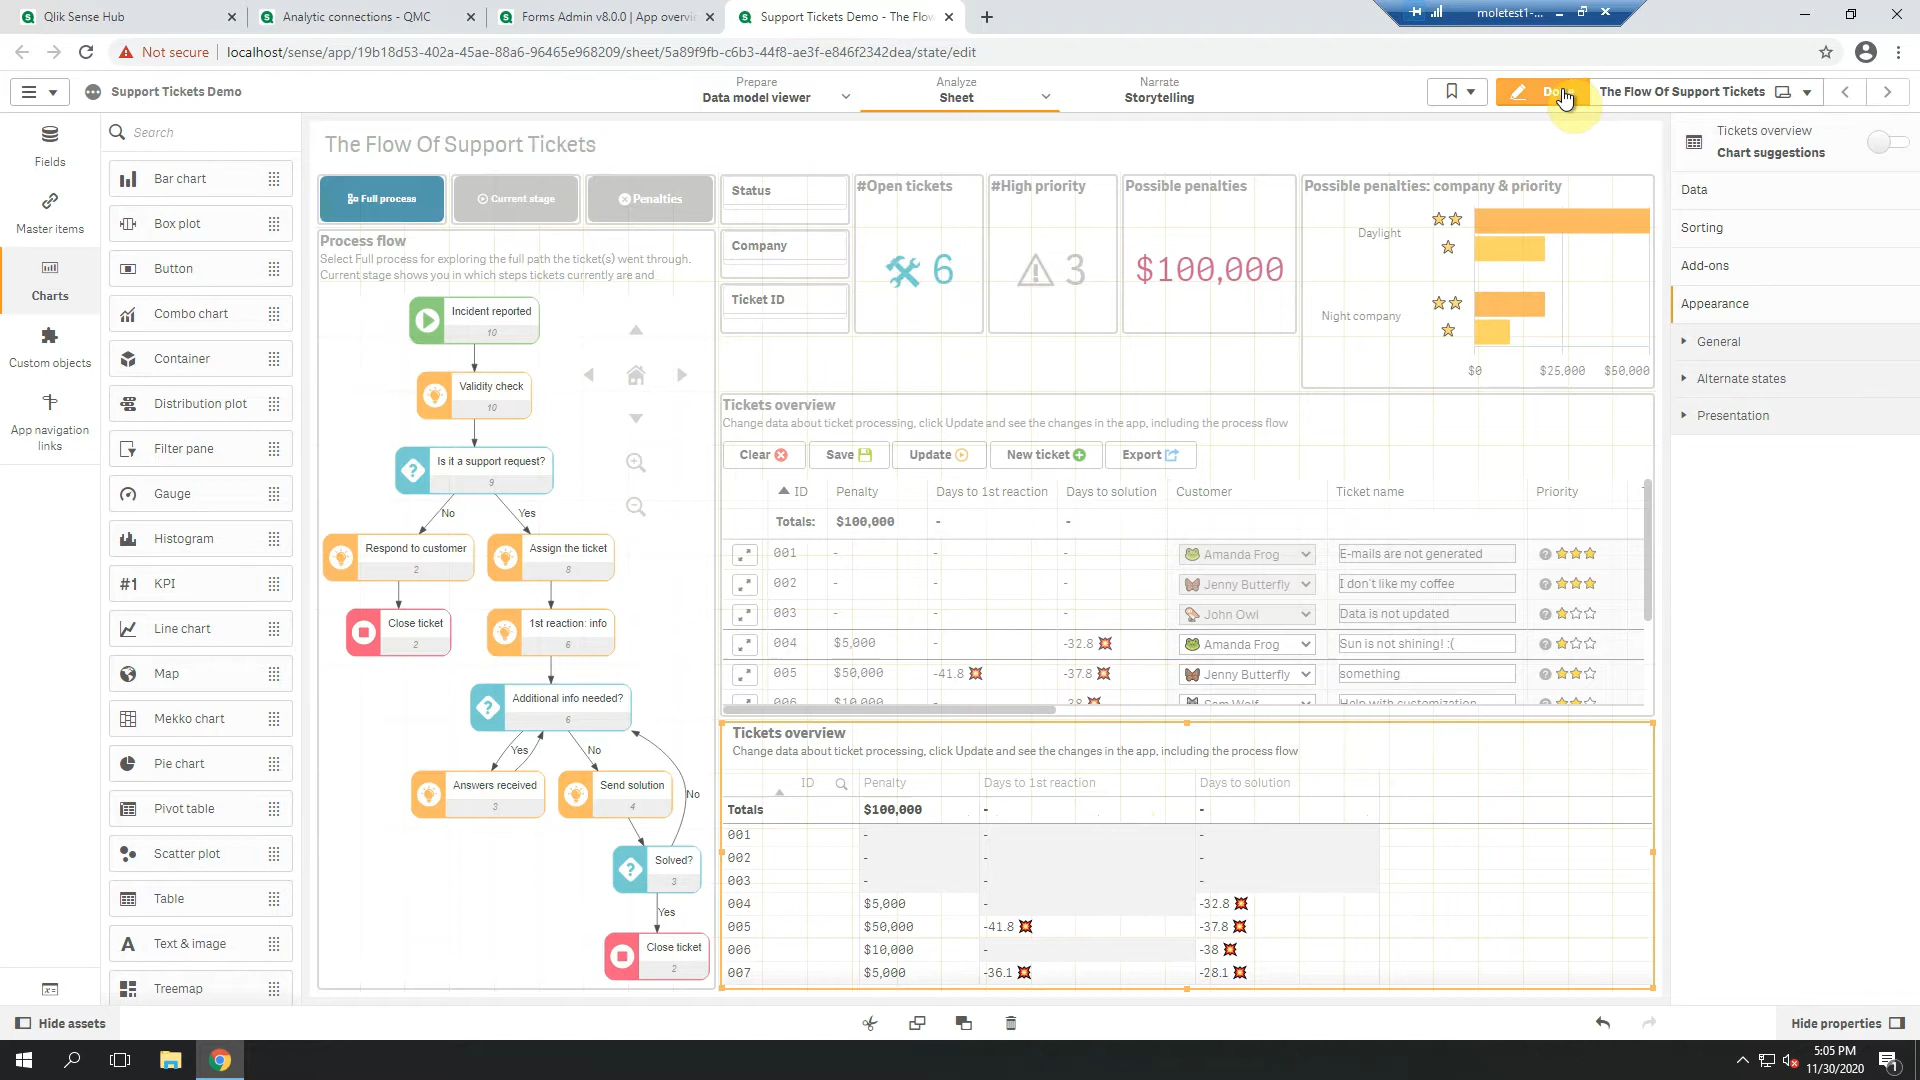 Qlik Sense Hub
Analytic connections - QMC
Forms Admin v8.0.0 | App overvi
Support Tickets Demo - The Flow
moletest1-...
Not secure
localhost/sense/app/19b18d53-402a-45ae-88a6-96465e968209/sheet/5a89f9fb-c6b3-44f8-ae3f-e846f2342dea/state/edit
Support Tickets Demo
Prepare
Data model viewer
Analyze
Sheet
Narrate
Storytelling
The Flow Of Support Tickets
Fields
Master items
Charts
Custom objects
App navigation
links
Search
Bar chart
Box plot
Button
Combo chart
Container
Distribution plot
Filter pane
Gauge
Histogram
#1 KPI
Line chart
Map
Mekko chart
Pie chart
Pivot table
Scatter plot
Table
A Text & image
Treemap
The Flow Of Support Tickets
Full process
Current stage
Penalties
Process flow
Select Full process for exploring the full path the ticket(s) went through.
Current stage shows you in which steps tickets currently are and
Incident reported
10
Validity check
10
Is it a support request?
9
No
Yes
Respond to customer
2
Assign the ticket
8
Close ticket
2
1st reaction: info
6
Additional info needed?
6
Yes
No
No
Answers received
3
Send solution
4
Solved?
3
Yes
Close ticket
2
Status
Company
Ticket ID
#Open tickets
6
#High priority
3
Possible penalties
$100,000
Possible penalties: company & priority
Daylight
Night company
$0 $25,000 $50,000
Tickets overview
Change data about ticket processing, click Update and see the changes in the app, including the process flow
Clear
Save
Update
New ticket
Export
ID Penalty Days to 1st reaction Days to solution Customer Ticket name Priority
Totals: $100,000 - -
001 - - - Amanda Frog E-mails are not generated
002 - - - Jenny Butterfly I don't like my coffee
003 - - - John Owl Data is not updated
004 $5,000 - -32.8 Amanda Frog Sun is not shining! :(
005 $50,000 -41.8 -37.8 Jenny Butterfly something
006 $10,000 -38 Sam Wolf Help with customization
Tickets overview
Change data about ticket processing, click Update and see the changes in the app, including the process flow
ID Penalty Days to 1st reaction Days to solution
Totals $100,000 - -
001 - - -
002 - - -
003 - - -
004 $5,000 - -32.8
005 $50,000 -41.8 -37.8
006 $10,000 - -38
007 $5,000 -36.1 -28.1
Tickets overview
Chart suggestions
Data
Sorting
Add-ons
Appearance
General
Alternate states
Presentation
Hide assets
Hide properties
5:05 PM
11/30/2020
1